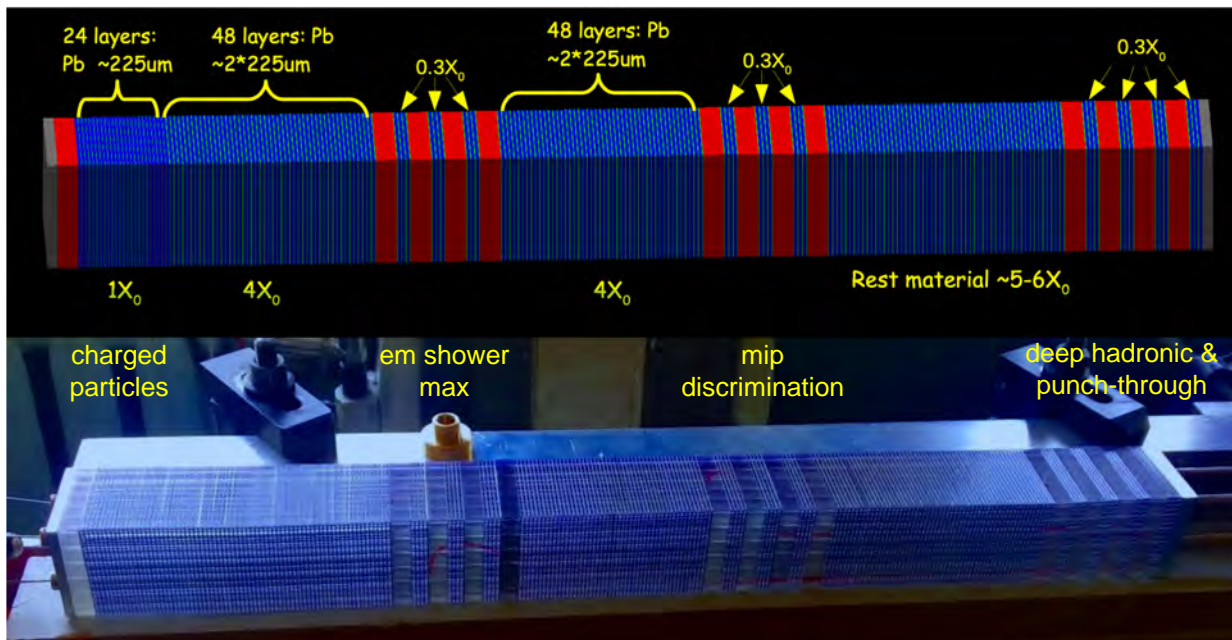 24 layers:
Pb ~225um
48 layers: Pb
~2*225um
0.3X₀
48 layers: Pb
~2*225um
0.3X₀
0.3X₀
1X₀
4X₀
4X₀
Rest material ~5-6X₀
charged
particles
em shower
max
mip
discrimination
deep hadronic &
punch-through